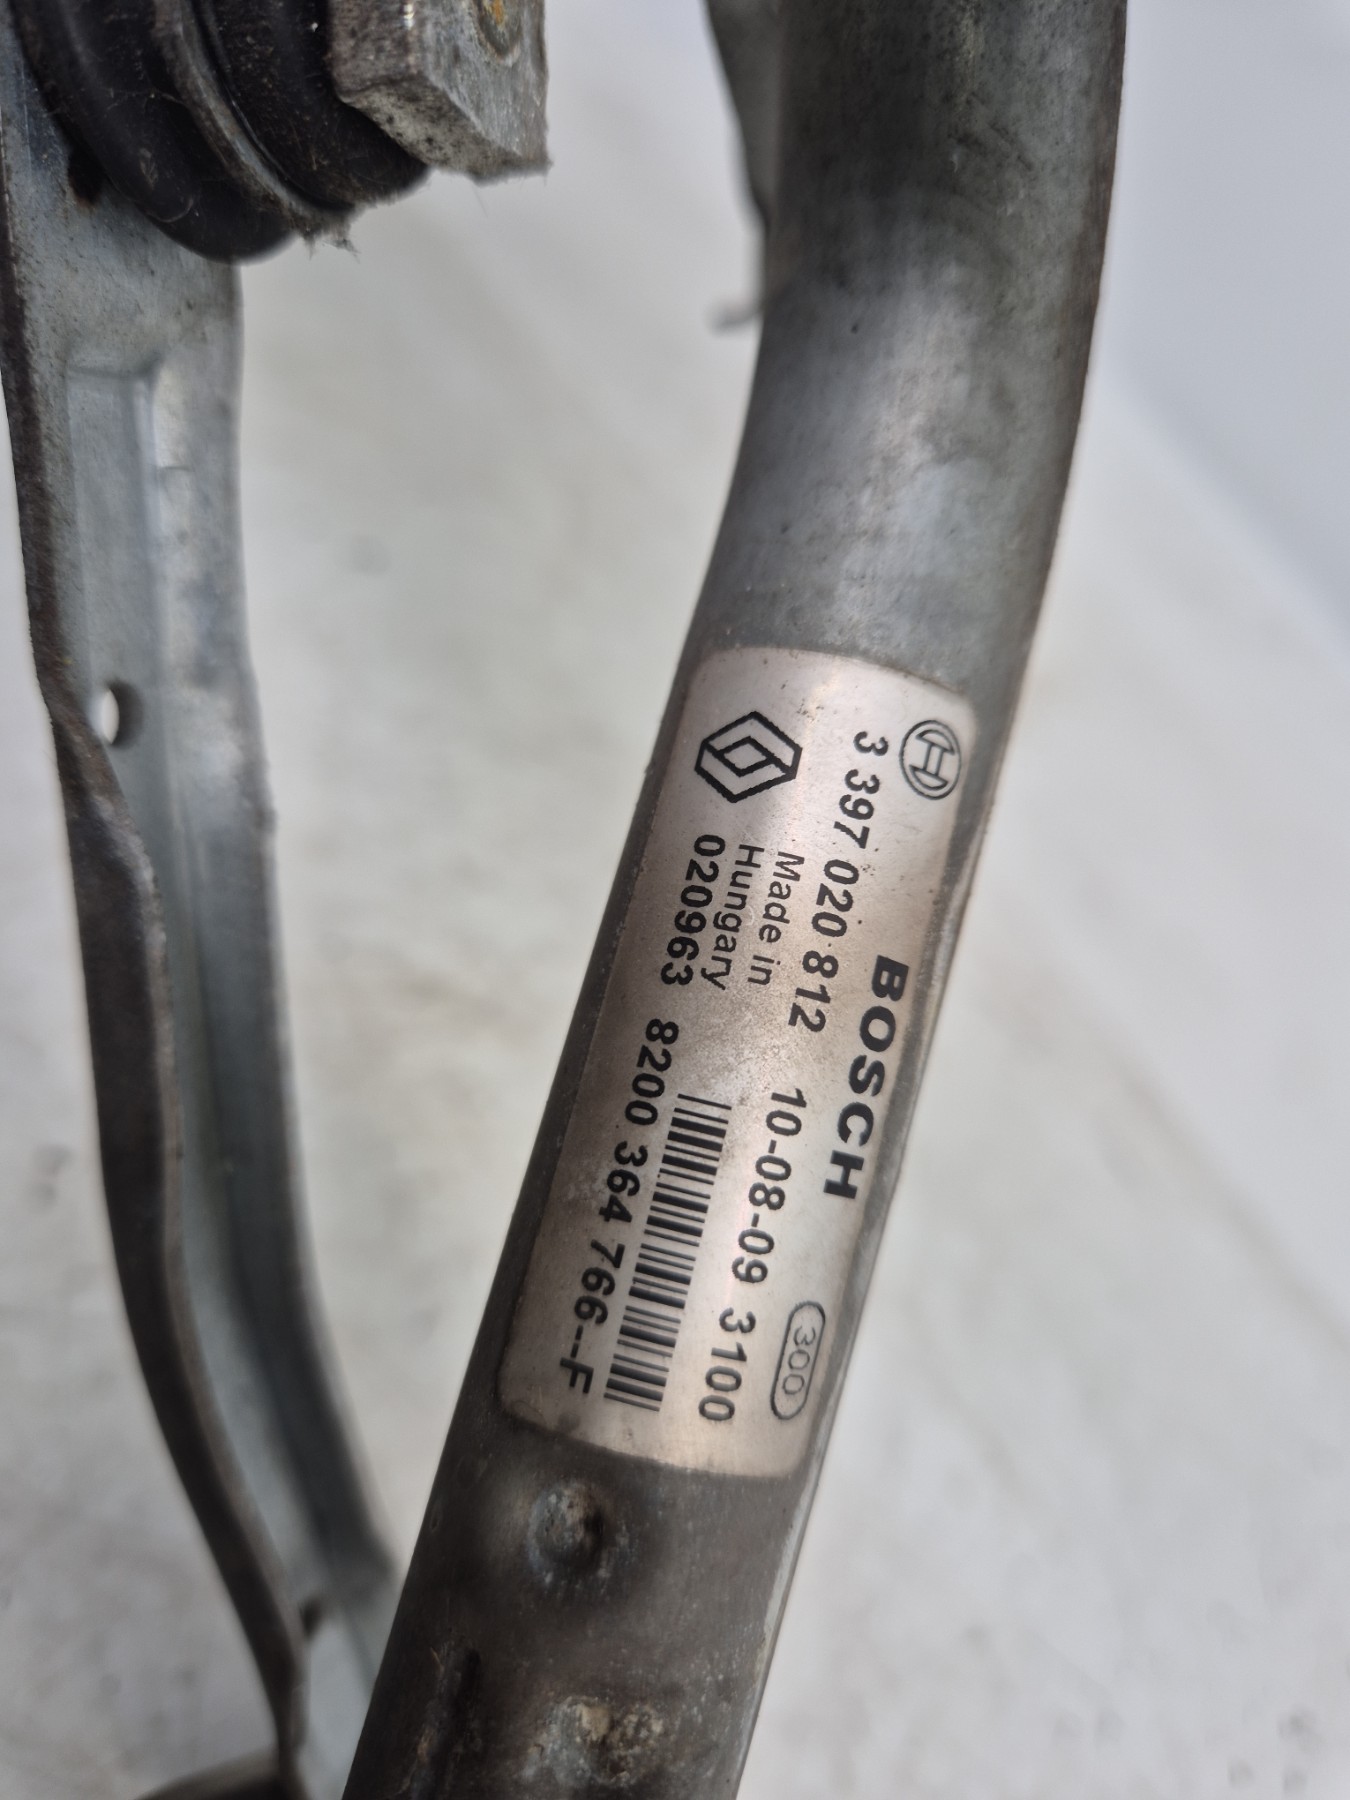 BOSCH
3 397 020 812 10-08-09 3100
300
Made in
Hungary
020963 8200 364 766--F